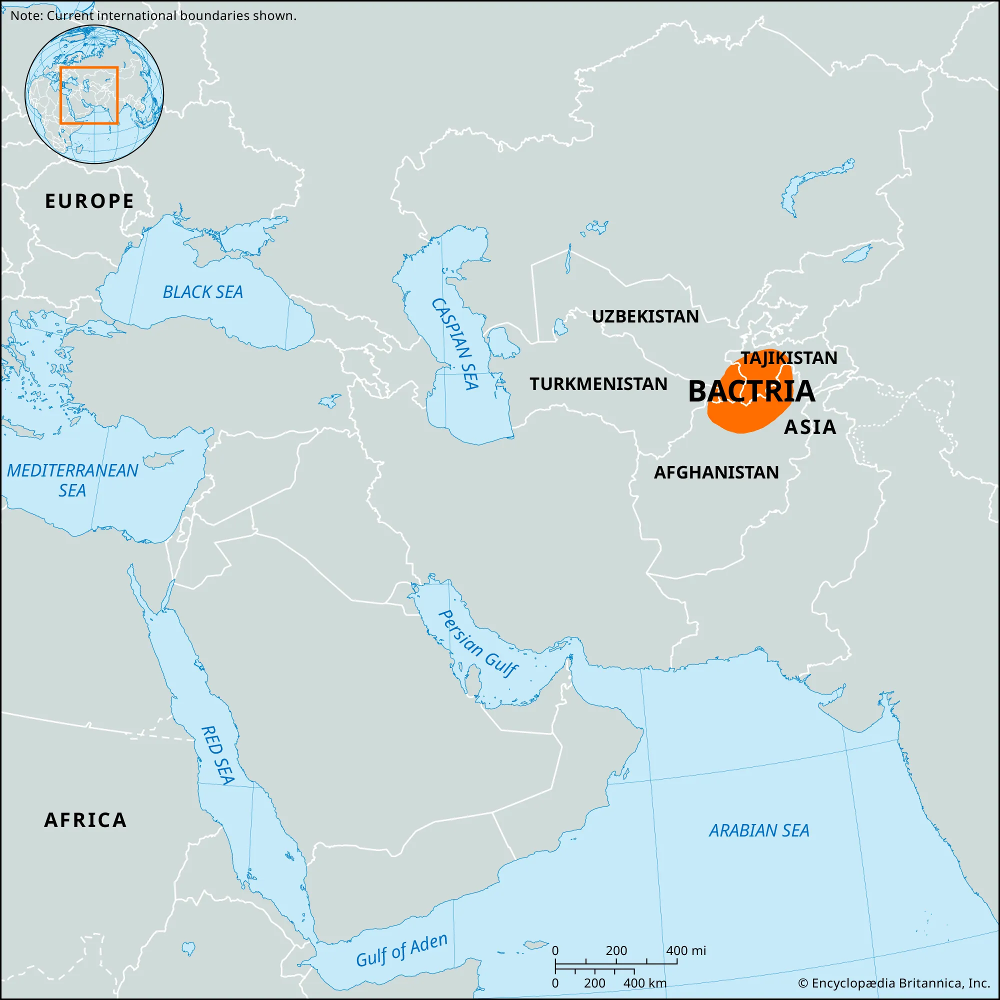 Note: Current international boundaries shown.
EUROPE
BLACK SEA
CASPIAN SEA
UZBEKISTAN
TAJIKISTAN
TURKMENISTAN
BACTRIA
ASIA
MEDITERRANEAN
SEA
AFGHANISTAN
Persian Gulf
RED SEA
AFRICA
ARABIAN SEA
Gulf of Aden
0 200 400 mi
0 200 400 km
© Encyclopædia Britannica, Inc.